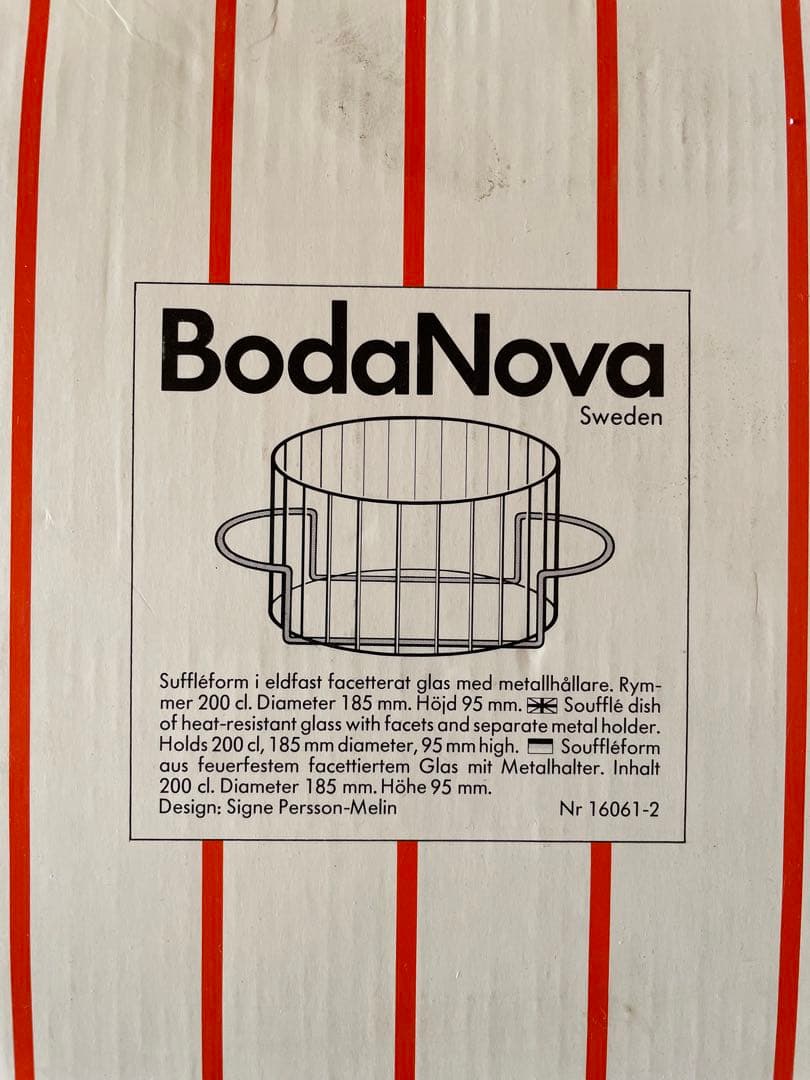 BodaNova
Sweden
Suffléform i eldfast facetterat glas med metallhållare. Rym-
mer 200 cl. Diameter 185 mm. Höjd 95 mm. Soufflé dish
of heat-resistant glass with facets and separate metal holder.
Holds 200 cl, 185 mm diameter, 95 mm high. Souffléform
aus feuerfestem facettiertem Glas mit Metalhalter. Inhalt
200 cl. Diameter 185 mm. Höhe 95 mm.
Design: Signe Persson-Melin Nr 16061-2